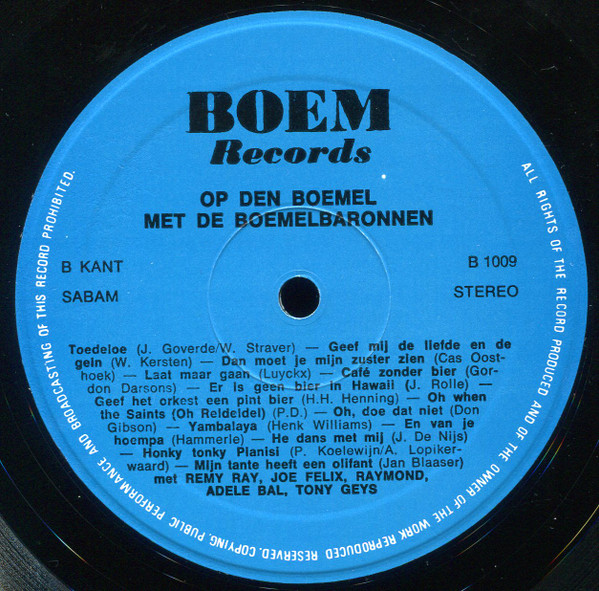 BOEM
Records
OP DEN BOEMEL
MET DE BOEMELBARONNEN
B KANT
B 1009
SABAM
STEREO
Toedeloe (J. Goverde/W. Straver) — Geef mij de liefde en de
gein (W. Kersten) — Dan moet je mijn zuster zien (Cas Oost-
hoek) — Laat maar gaan (Luyckx) — Café zonder bier (Gor-
don Darsons) — Er is geen bier in Hawaii (J. Rolle) —
Geef het orkest een pint bier (H.H. Henning) — Oh when
the Saints (Oh Reldeldel) (P.D.) — Oh, doe dat niet (Don
Gibson) — Yambalaya (Henk Williams) — En van je
hoempa (Hammerle) — He dans met mij (J. De Nijs)
— Honky tonky Pianisi (P. Koelewijn/A. Lopiker-
waard) — Mijn tante heeft een olifant (Jan Blaaser)
met REMY RAY, JOE FELIX, RAYMOND,
ADELE BAL, TONY GEYS
ALL RIGHTS OF THE RECORD PRODUCED AND OF THE OWNER OF THE WORK REPRODUCED RESERVED. COPYING, PUBLIC PERFORMANCE AND BROADCASTING OF THIS RECORD PROHIBITED.